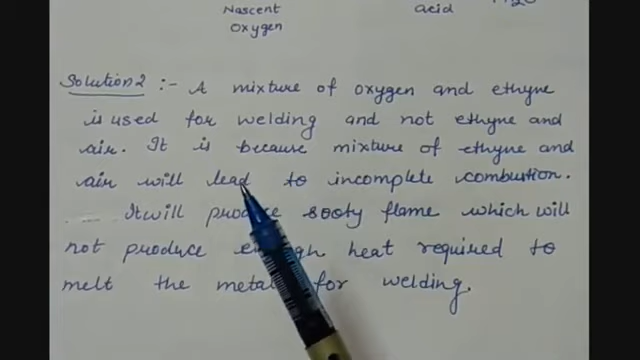 Nascent acid
Oxygen
Solution 2 :- A mixture of oxygen and ethyne
is used for welding and not ethyne and
air. It is because mixture of ethyne and
air will lead to incomplete combustion.
It will produce sooty flame which will
not produce enough heat required to
melt the metal for welding.